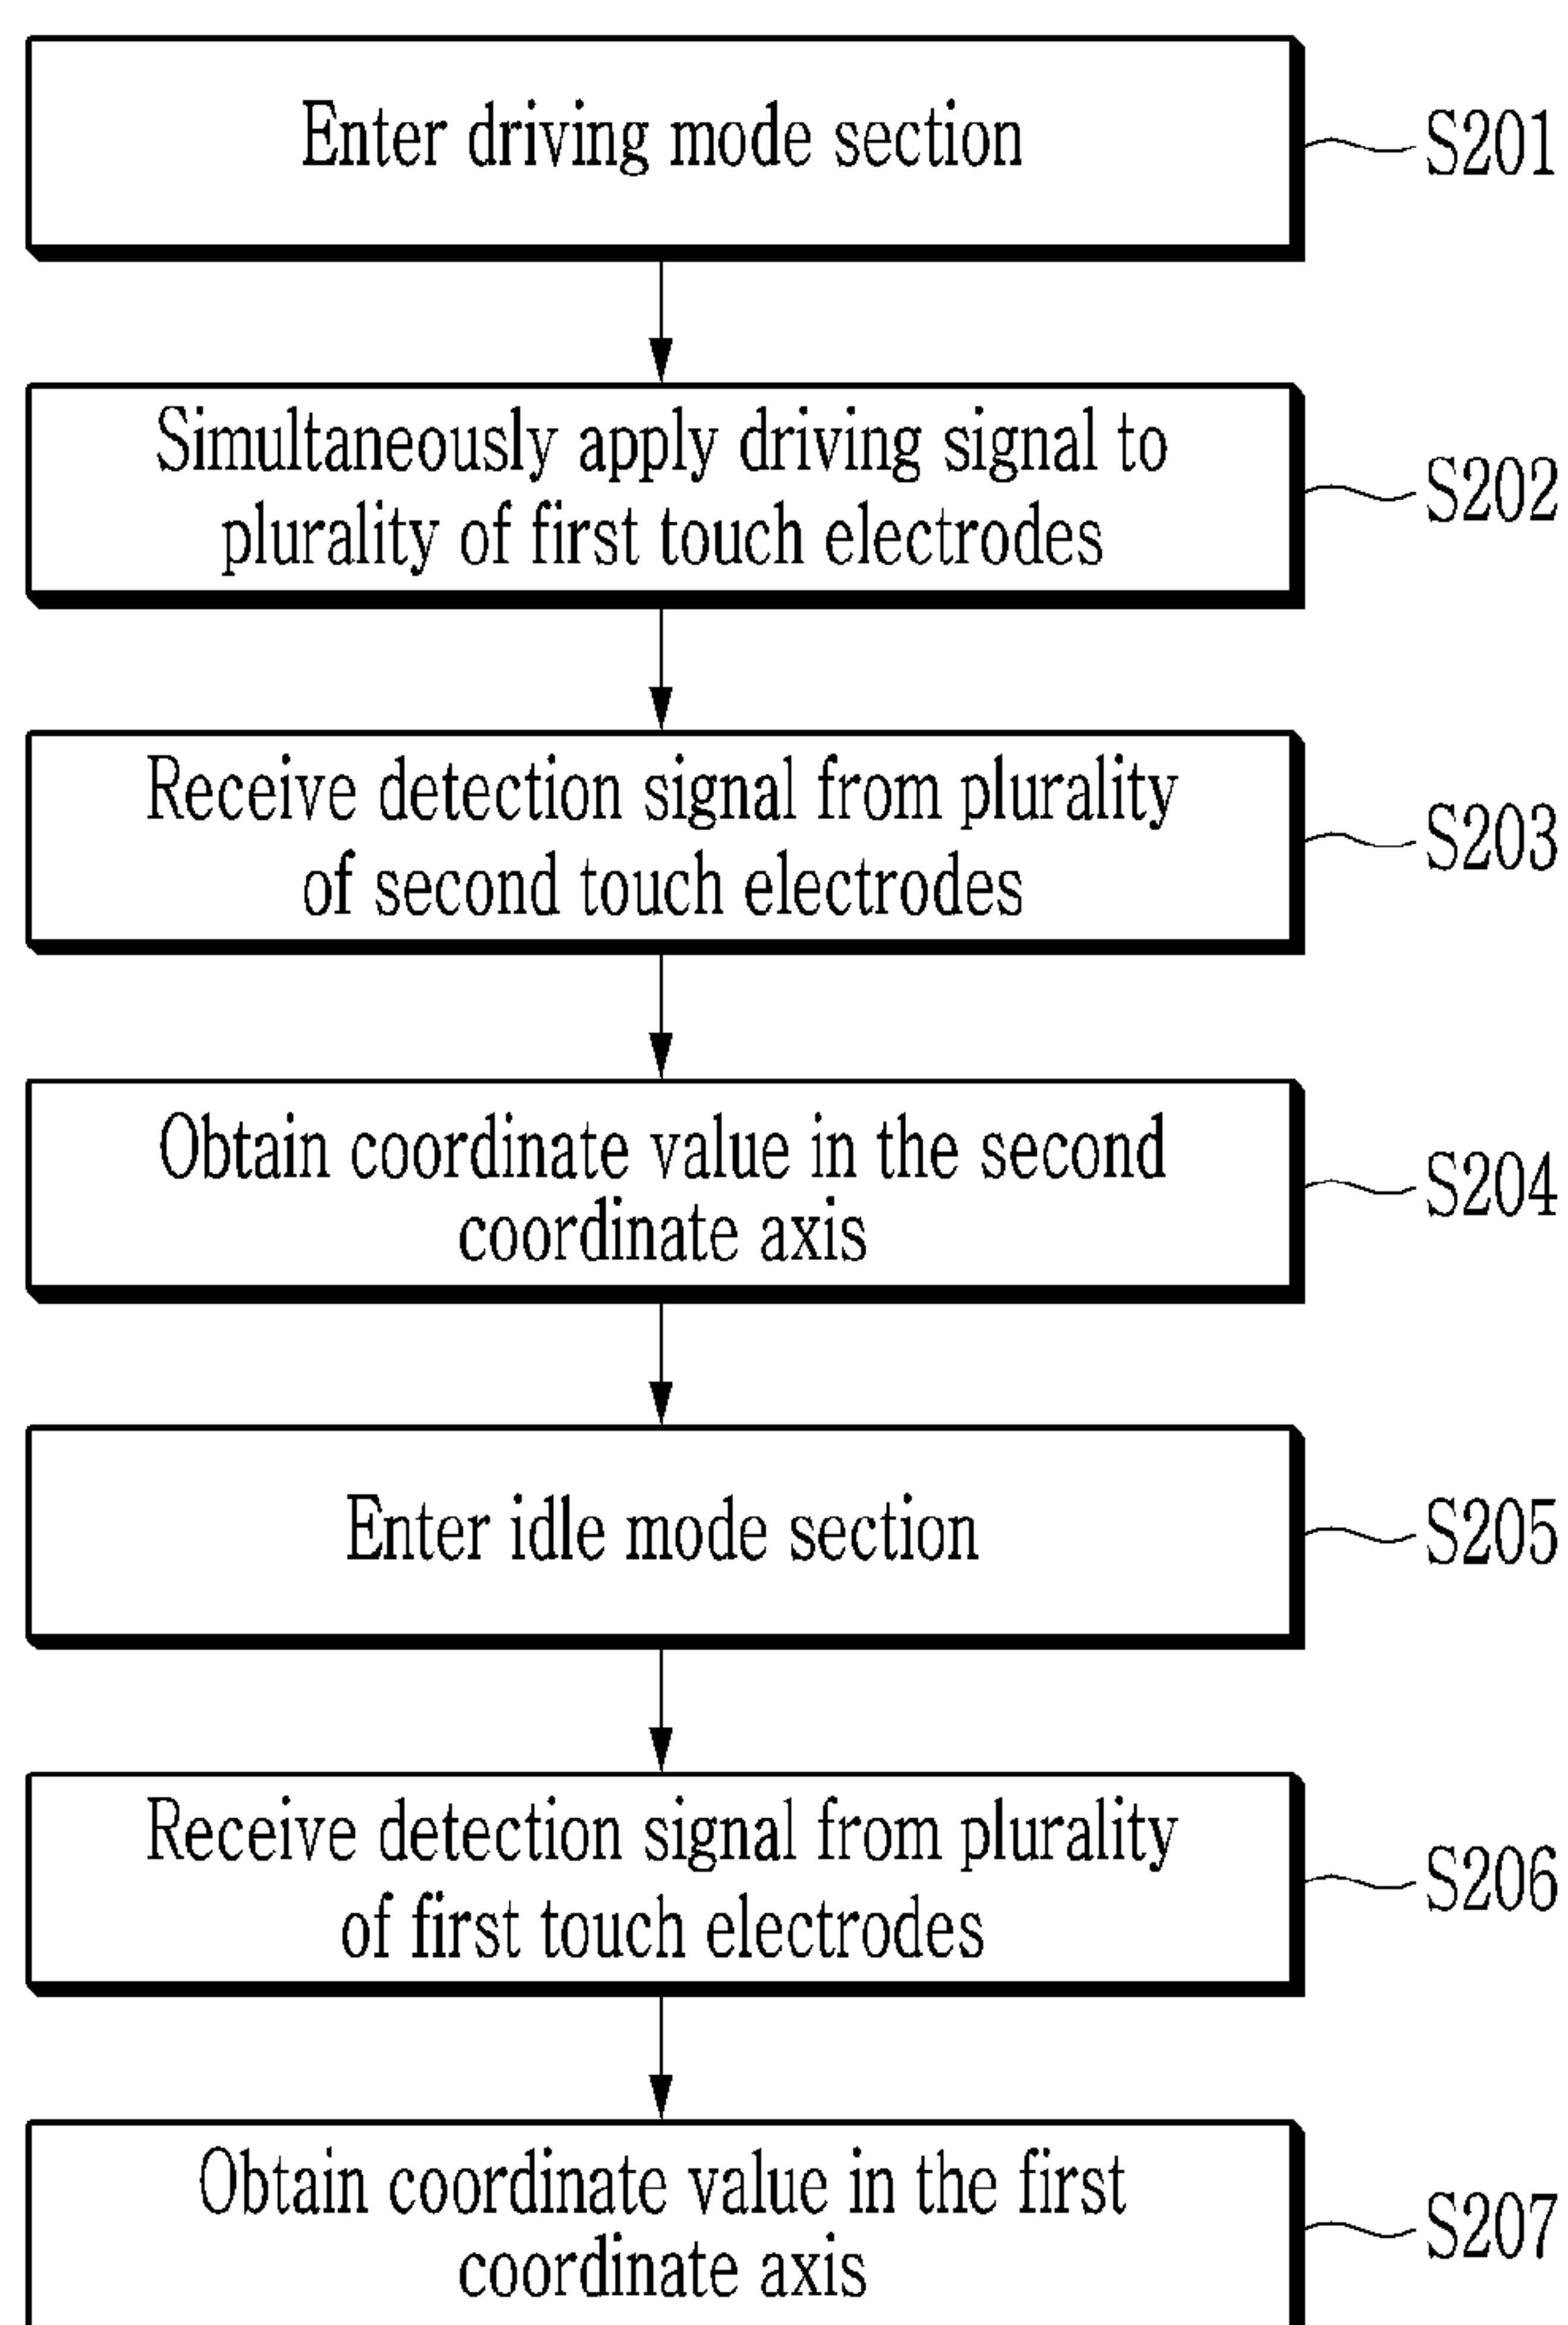 Enter driving mode section
S201
Simultaneously apply driving signal to
plurality of first touch electrodes
S202
Receive detection signal from plurality
of second touch electrodes
S203
Obtain coordinate value in the second
coordinate axis
S204
Enter idle mode section
S205
Receive detection signal from plurality
of first touch electrodes
S206
Obtain coordinate value in the first
coordinate axis
S207